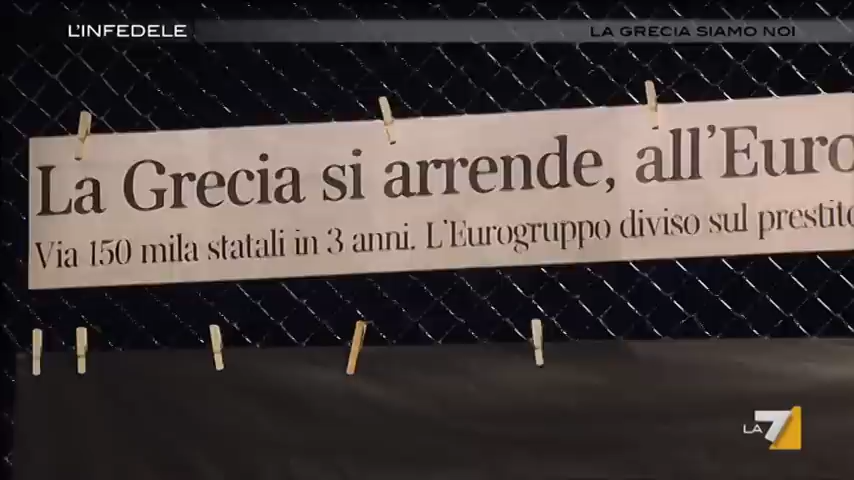 L'INFEDELE
LA GRECIA SIAMO NOI
La Grecia si arrende, all'Euro
Via 150 mila statali in 3 anni. L'Eurogruppo diviso sul prestito
LA7